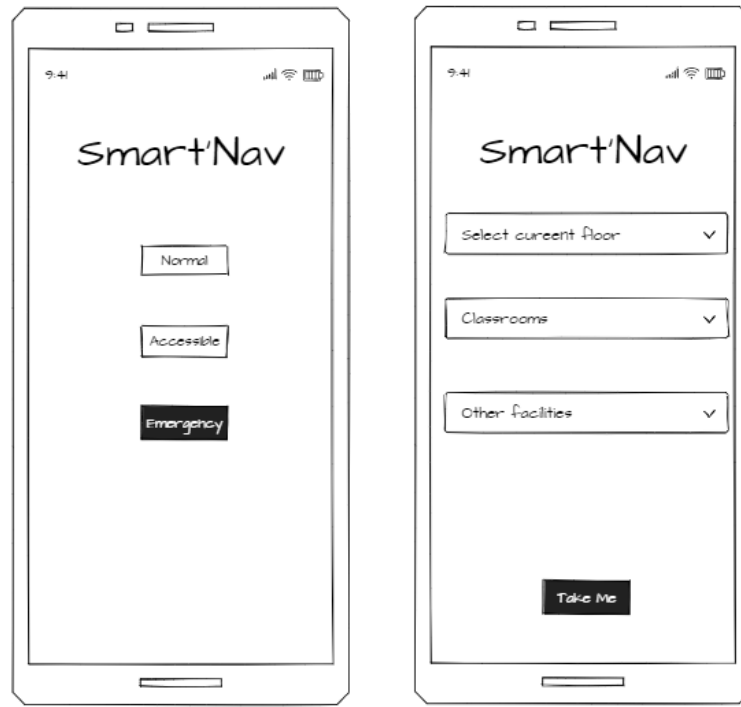 9:41
Smart'Nav
Normal
Accessible
Emergency
9:41
Smart'Nav
Select cureent floor
Classrooms
Other facilities
Take Me